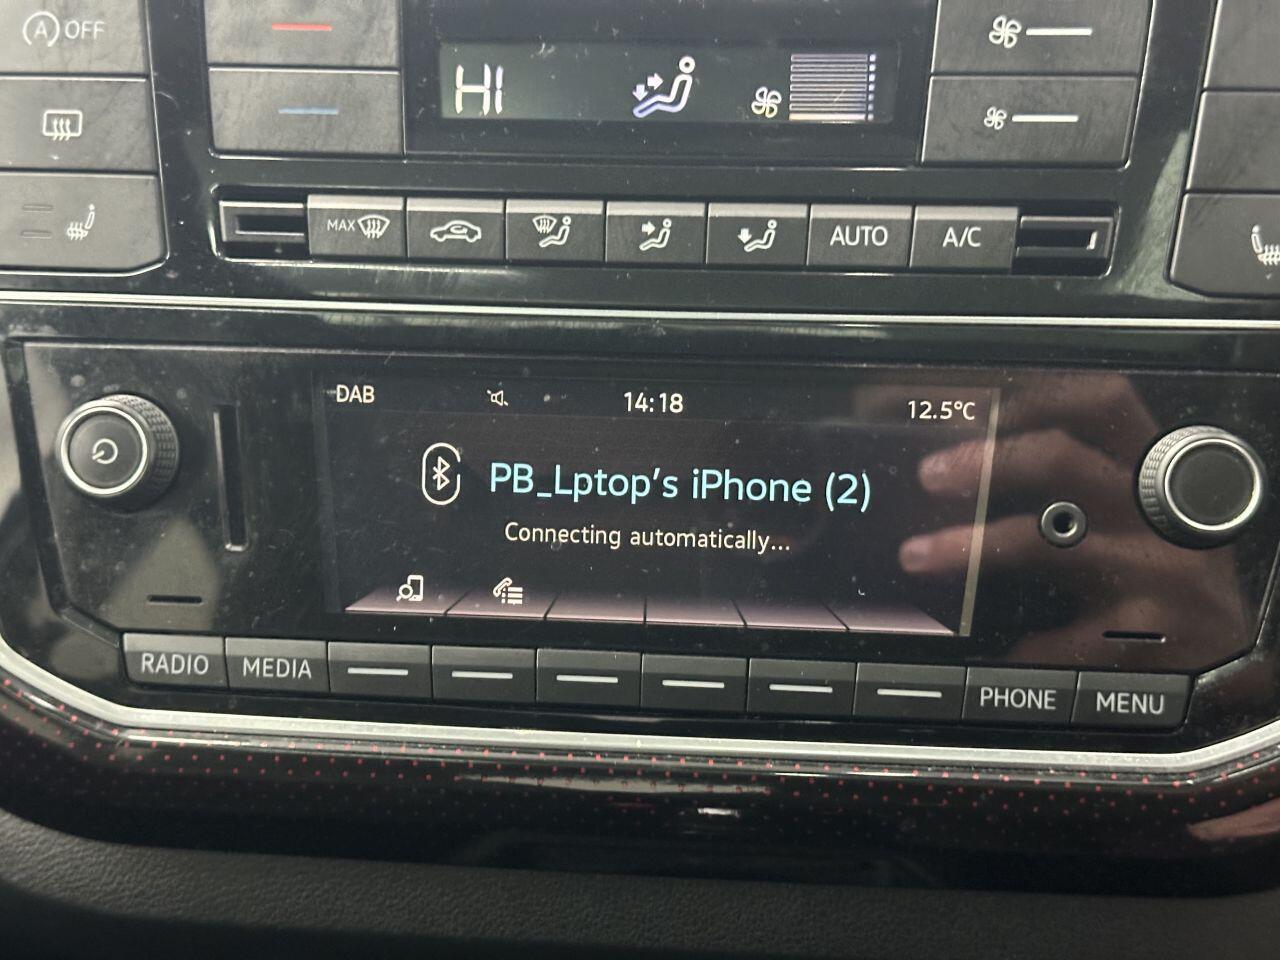 A OFF
HI
MAX
AUTO
A/C
DAB
14:18
12.5°C
PB_Lptop's iPhone (2)
Connecting automatically...
RADIO
MEDIA
PHONE
MENU